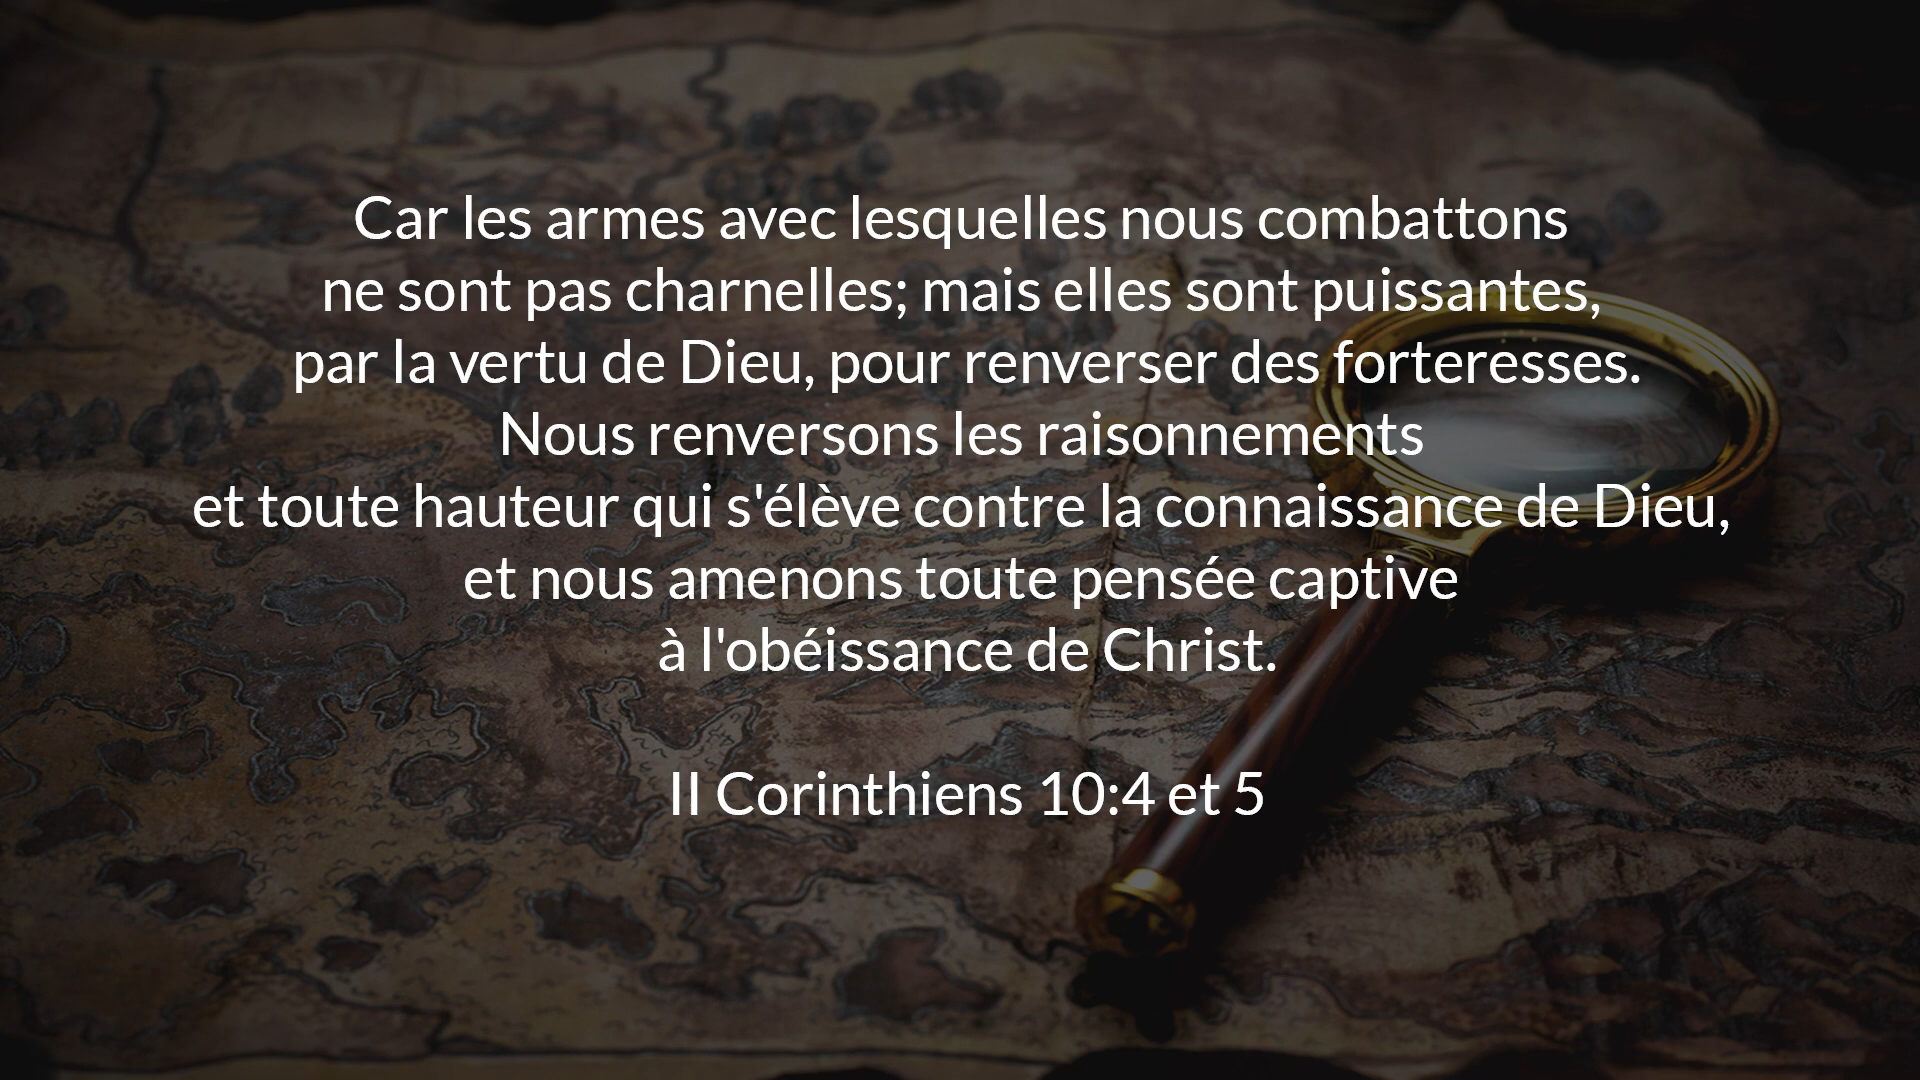 Car les armes avec lesquelles nous combattons
ne sont pas charnelles; mais elles sont puissantes,
par la vertu de Dieu, pour renverser des forteresses.
Nous renversons les raisonnements
et toute hauteur qui s'élève contre la connaissance de Dieu,
et nous amenons toute pensée captive
à l'obéissance de Christ.
II Corinthiens 10:4 et 5